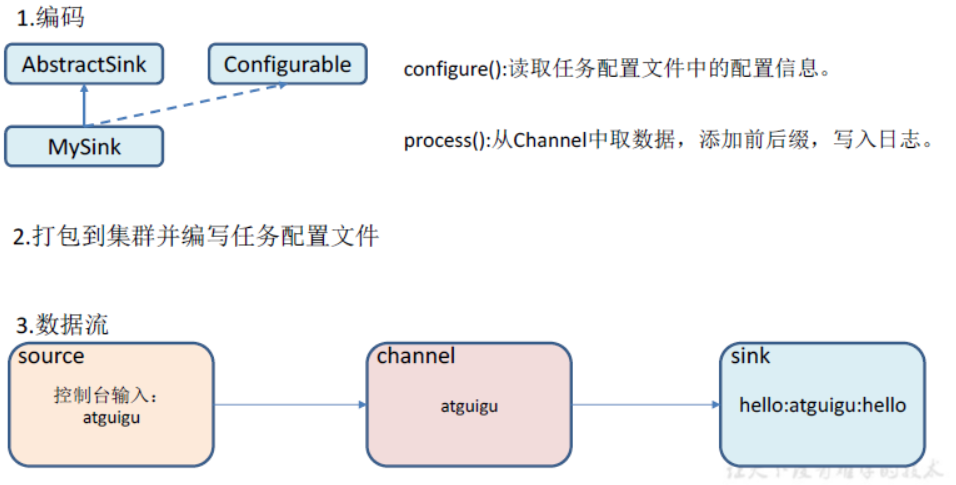 1.编码
AbstractSink
Configurable
configure():读取任务配置文件中的配置信息。
MySink
process():从Channel中取数据，添加前后缀，写入日志。
2.打包到集群并编写任务配置文件
3.数据流
source
控制台输入：
atguigu
channel
atguigu
sink
hello:atguigu:hello